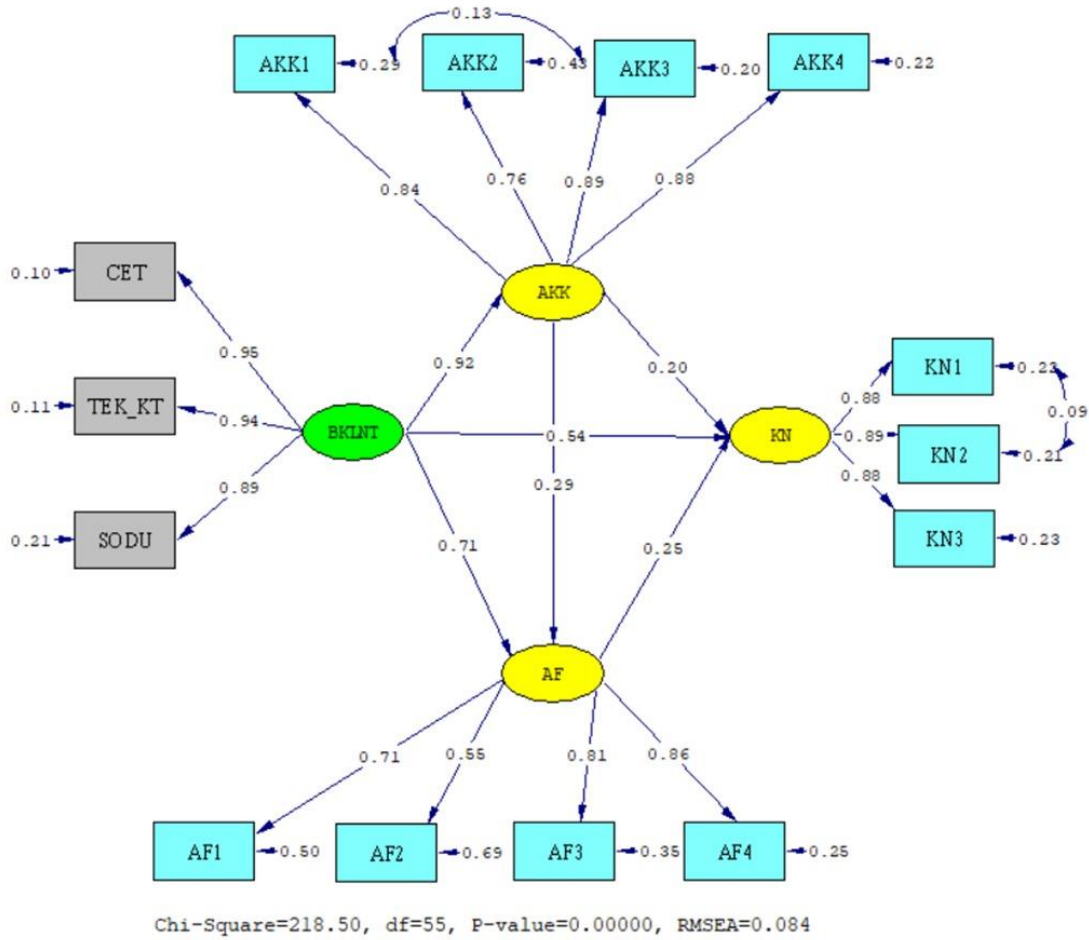 0.13
AKK1
0.29
AKK2
0.43
AKK3
0.20
AKK4
0.22
0.84
0.76
0.89
0.88
0.10
CET
AKK
0.95
0.92
0.20
KN1
0.23
0.11
TEK_KT
0.94
BKLNT
0.54
KN
0.88
0.89
0.88
0.09
KN2
0.21
0.89
0.29
0.21
SODU
KN3
0.23
0.71
0.25
AF
0.71
0.55
0.81
0.86
AF1
0.50
AF2
0.69
AF3
0.35
AF4
0.25
Chi-Square=218.50, df=55, P-value=0.00000, RMSEA=0.084